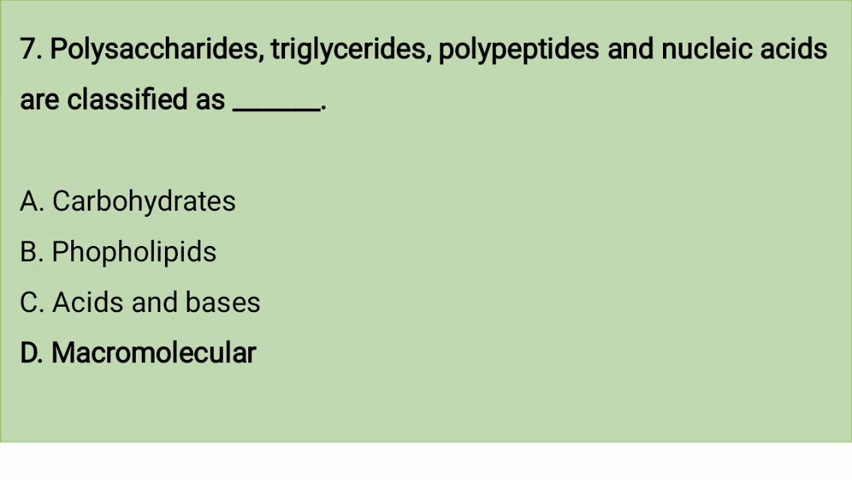 7. Polysaccharides, triglycerides, polypeptides and nucleic acids
are classified as _______.
A. Carbohydrates
B. Phopholipids
C. Acids and bases
D. Macromolecular